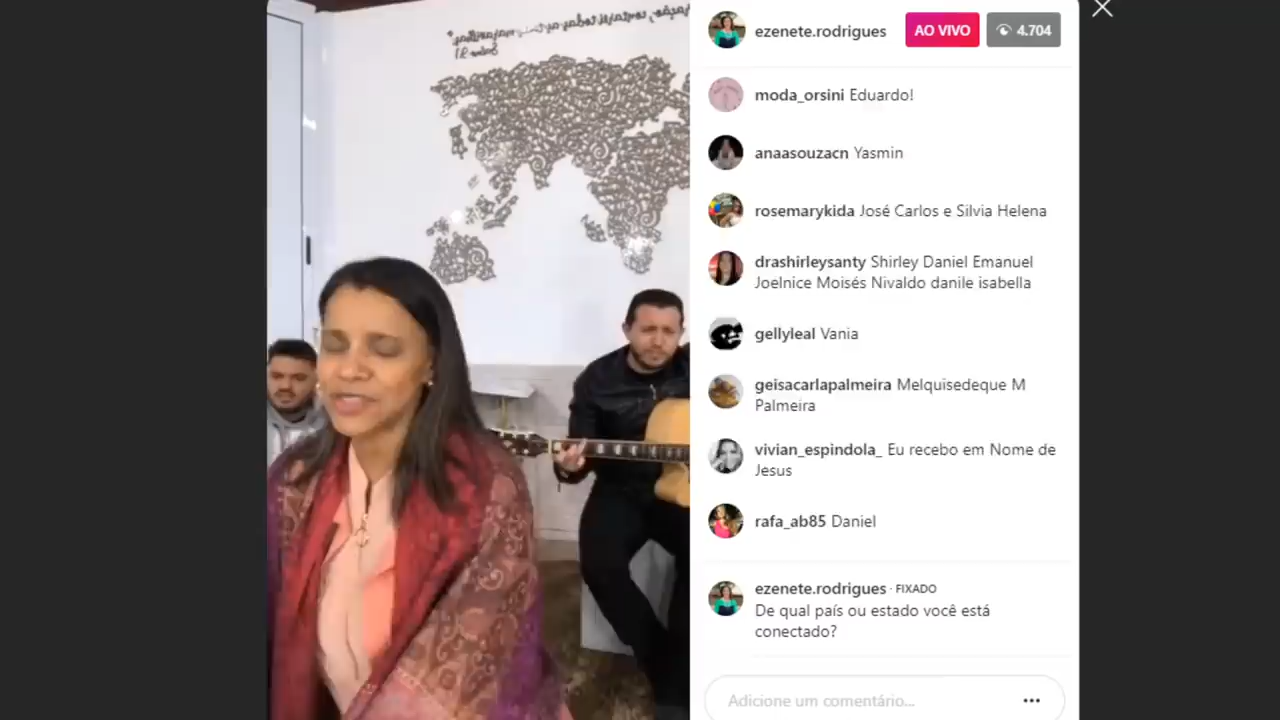 ezenete.rodrigues AO VIVO 4.704
moda_orsini Eduardo!
anaasouzacn Yasmin
rosemarykida José Carlos e Silvia Helena
drashirleysanty Shirley Daniel Emanuel
Joelnice Moisés Nivaldo danile isabella
gellyleal Vania
geisacarlapalmeira Melquisedeque M
Palmeira
vivian_espindola_ Eu recebo em Nome de
Jesus
rafa_ab85 Daniel
ezenete.rodrigues · FIXADO
De qual país ou estado você está
conectado?
Adicione um comentário...